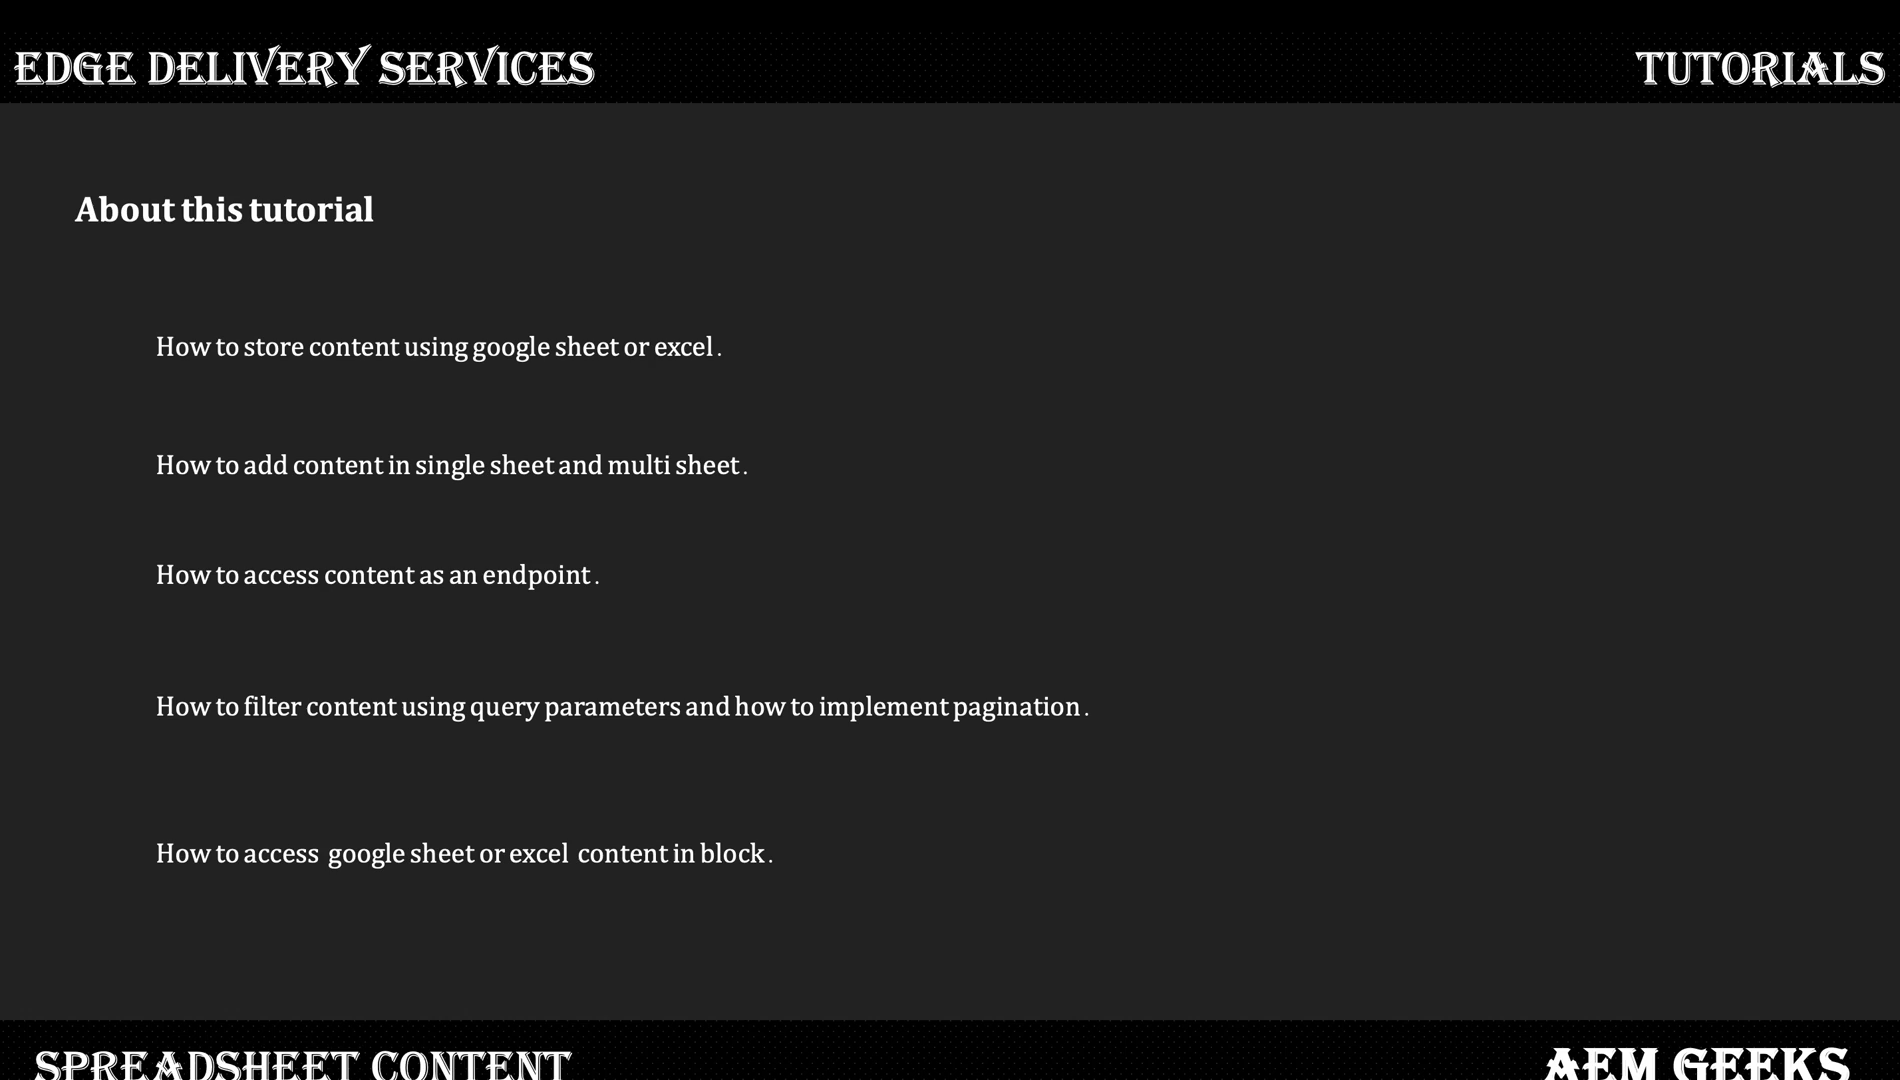 EDGE DELIVERY SERVICES
TUTORIALS
About this tutorial
How to store content using google sheet or excel.
How to add content in single sheet and multi sheet.
How to access content as an endpoint.
How to filter content using query parameters and how to implement pagination.
How to access google sheet or excel content in block.
SPREADSHEET CONTENT
AEM GEEKS